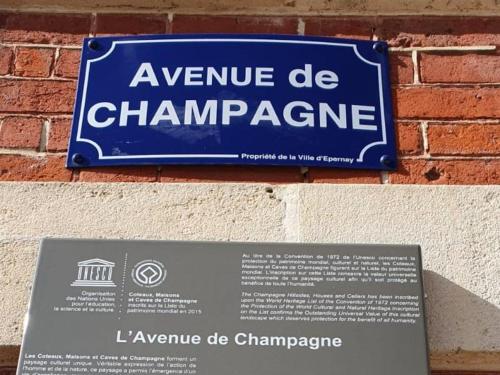 AVENUE de
CHAMPAGNE
Propriété de la Ville d'Epernay
UNESCO
Organisation
des Nations Unies
pour l'éducation,
la science et la culture
Coteaux, Maisons
et Caves de Champagne
inscrits sur la Liste du
patrimoine mondial en 2015
Au titre de la Convention de 1972 de l'Unesco concernant la
protection du patrimoine mondial, culturel et naturel, les Coteaux,
Maisons et Caves de Champagne figurent sur la Liste du patrimoine
mondial. L'inscription sur cette Liste consacre la valeur universelle
exceptionnelle de ce paysage culturel afin qu'il soit protégé au
bénéfice de toute l'humanité.
The Champagne Hillsides, Houses and Cellars has been inscribed
upon the World Heritage List of the Convention of 1972 concerning
the Protection of the World Cultural and Natural Heritage Inscription
on the List confirms the Outstanding Universal Value of this cultural
landscape which deserves protection for the benefit of all humanity.
L'Avenue de Champagne
Les Coteaux, Maisons et Caves de Champagne forment un
paysage culturel unique. Véritable expression de l'action de
l'homme et de la nature, ce paysage a permis l'émergence d'un